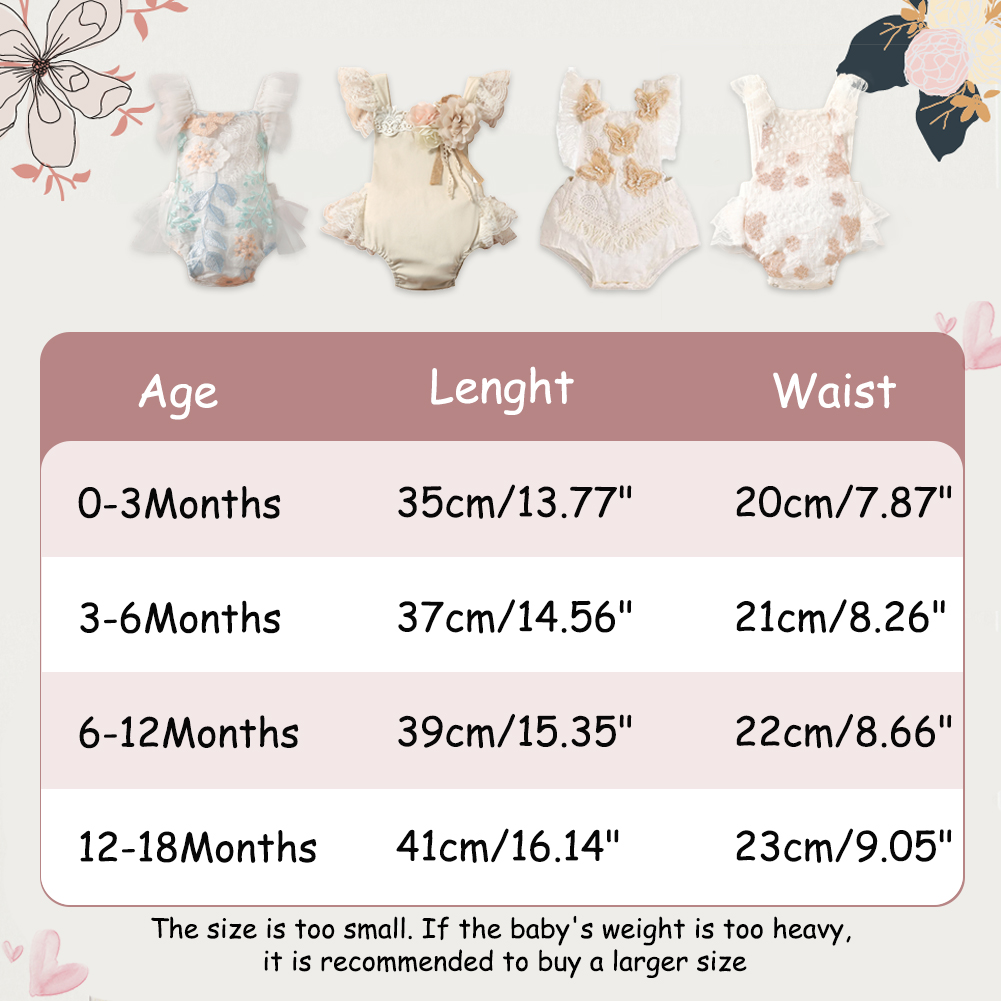 Age Lenght Waist
0-3Months 35cm/13.77" 20cm/7.87"
3-6Months 37cm/14.56" 21cm/8.26"
6-12Months 39cm/15.35" 22cm/8.66"
12-18Months 41cm/16.14" 23cm/9.05"
The size is too small. If the baby's weight is too heavy,
it is recommended to buy a larger size